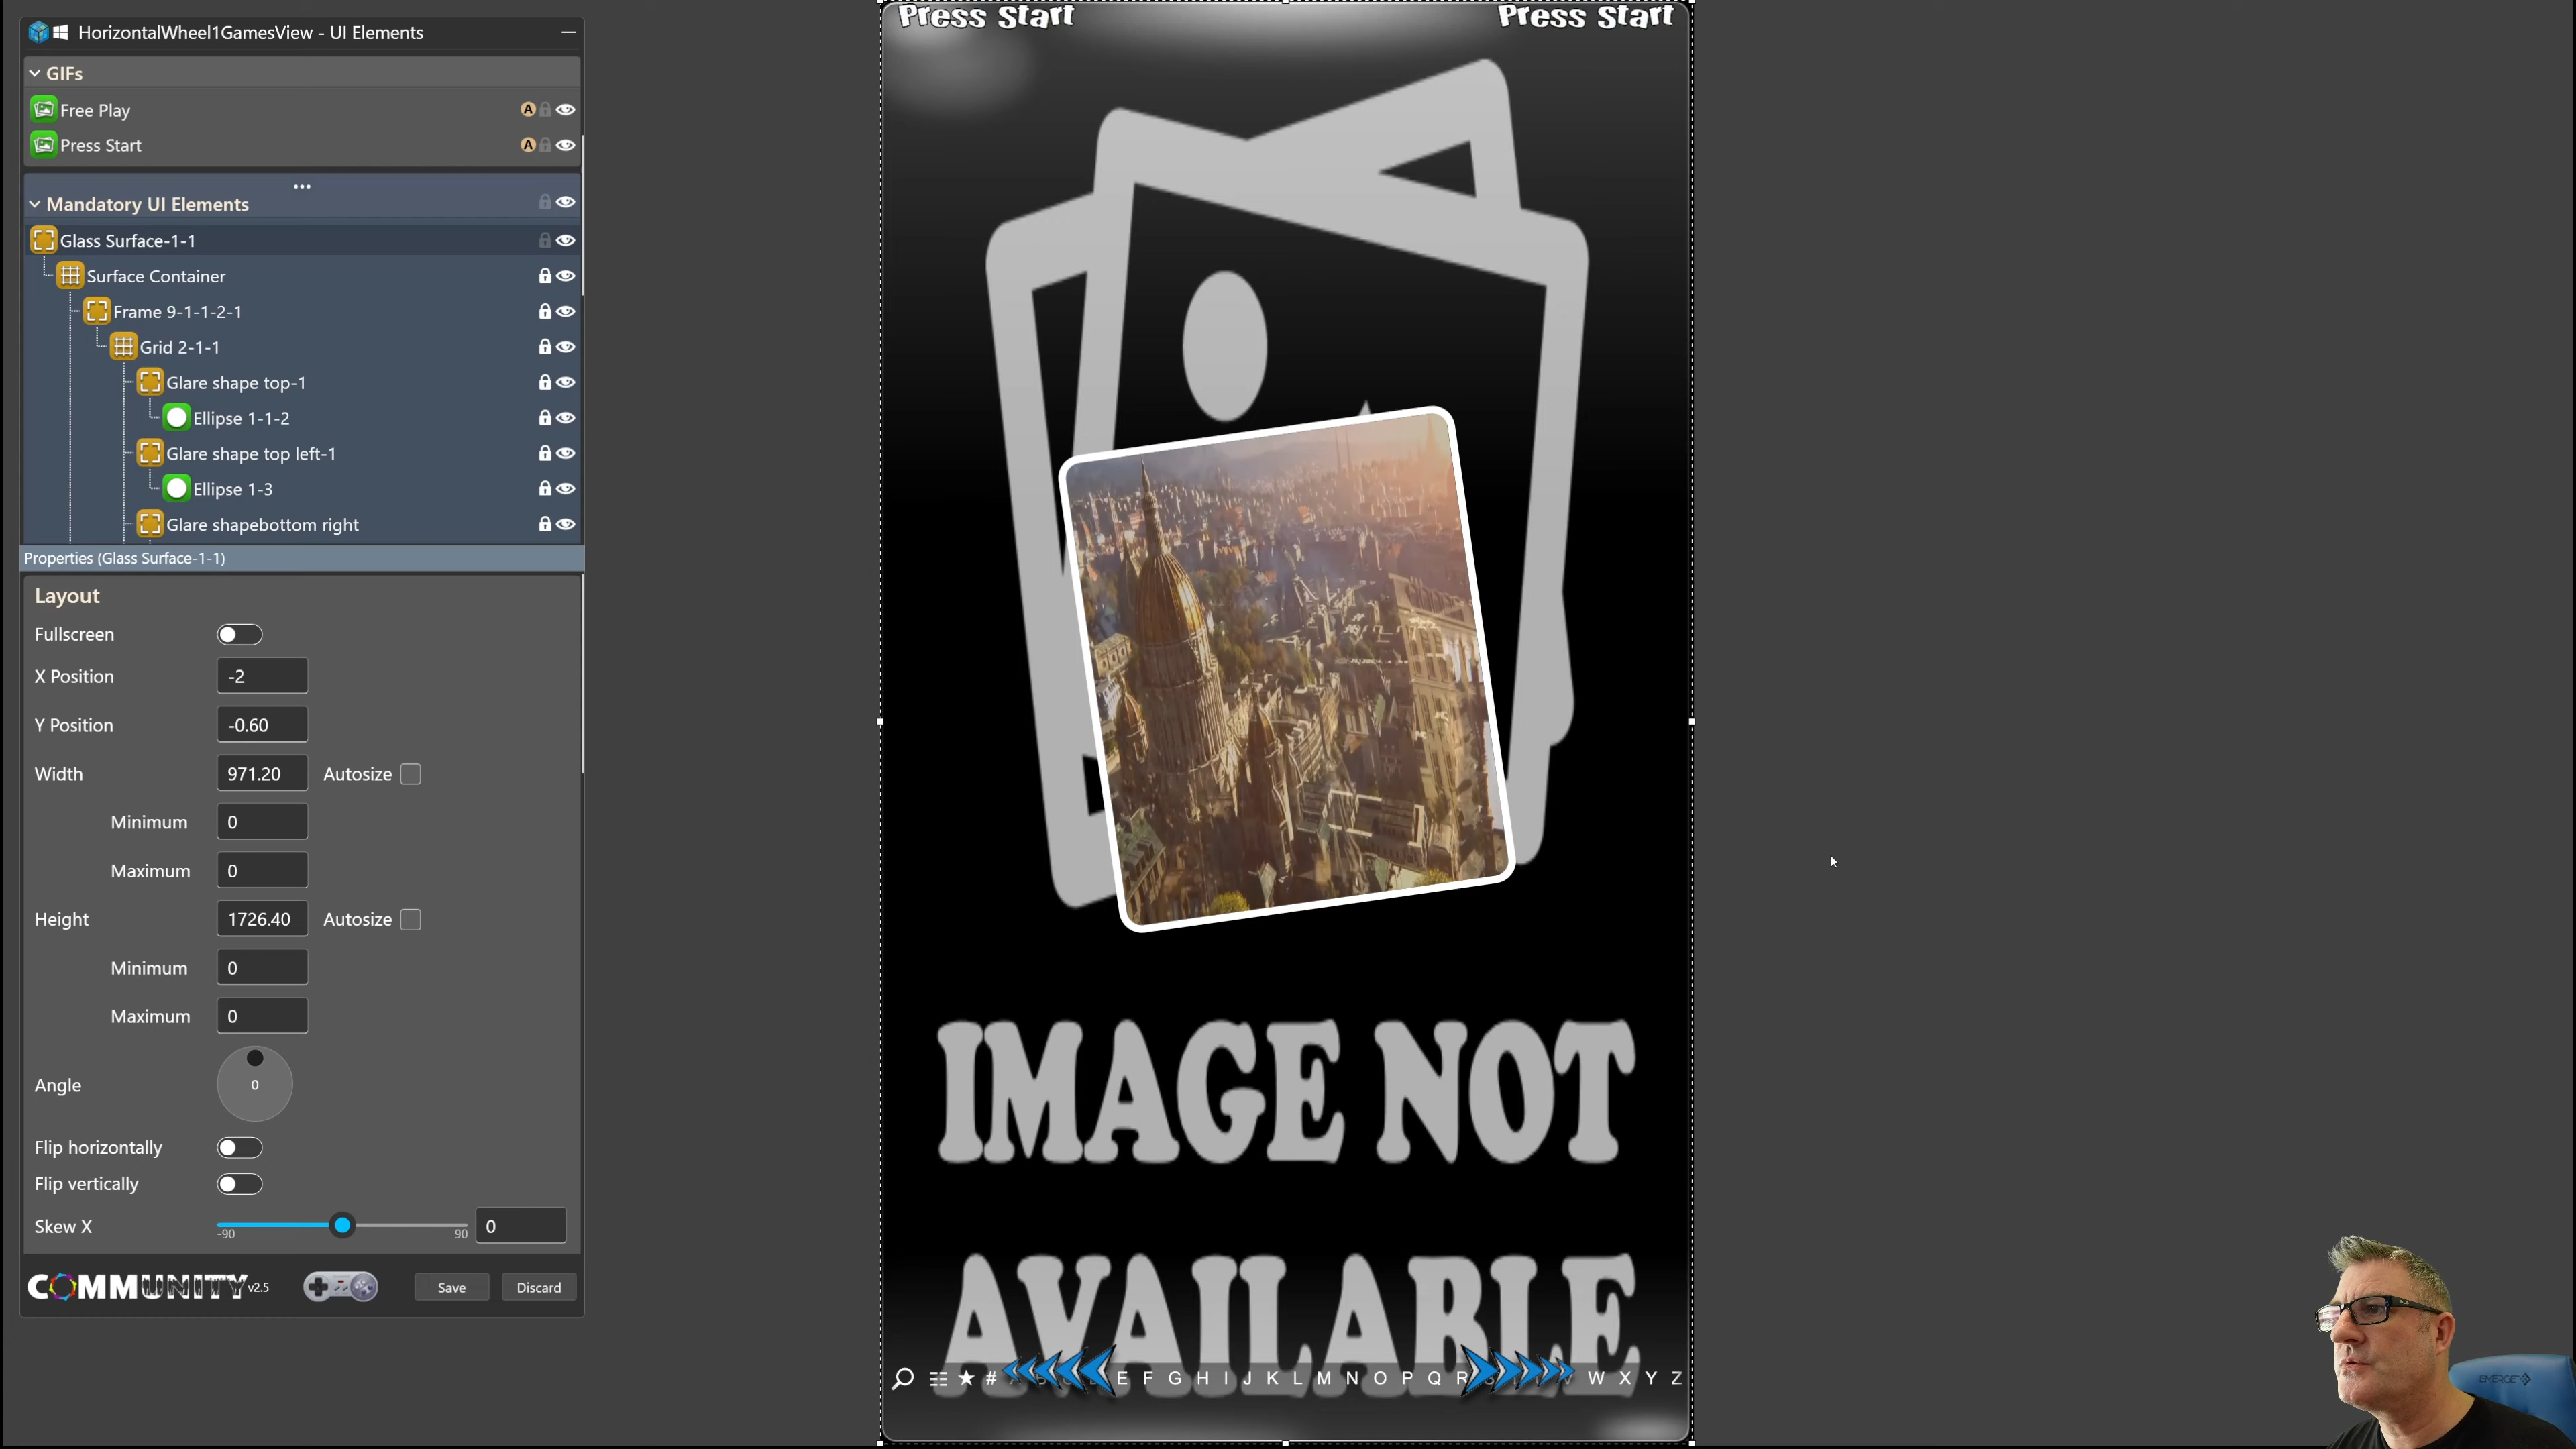 HorizontalWheel1GamesView - UI Elements
GIFs
Free Play
A
Press Start
A
Mandatory UI Elements
Glass Surface-1-1
Surface Container
Frame 9-1-1-2-1
Grid 2-1-1
Glare shape top-1
Ellipse 1-1-2
Glare shape top left-1
Ellipse 1-3
Glare shapebottom right
Properties (Glass Surface-1-1)
Layout
Fullscreen
X Position -2
Y Position -0.60
Width 971.20 Autosize
Minimum 0
Maximum 0
Height 1726.40 Autosize
Minimum 0
Maximum 0
Angle 0
Flip horizontally
Flip vertically
Skew X 0
-90 90
COMMUNITY v2.5 Save Discard
Press Start Press Start
IMAGE NOT
AVAILABLE
# E F G H I J K L M N O P Q R W X Y Z